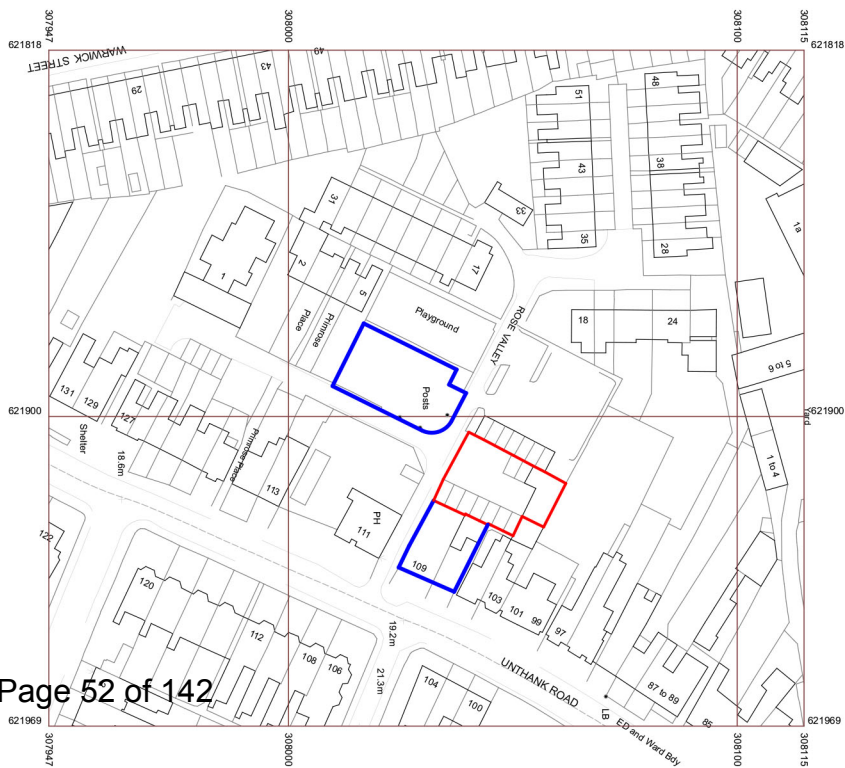 307947
308000
308100
308115
621818
621818
WARWICK STREET
29
43
49
51
48
43
38
35
28
33
31
17
2
5
1
1a
Playground
Primrose
Place
ROSE VALLEY
18
24
5 to 6
Posts
621900
621900
Yard
131
129
127
Shelter
18.6m
Primrose Place
113
PH
111
109
1 to 4
122
120
112
108
106
19.2m
21.3m
104
100
103
101
99
97
UNTHANK ROAD
87 to 89
85
LB
ED and Ward Bdy
Page 52 of 142
621969
621969
307947
308000
308100
308115